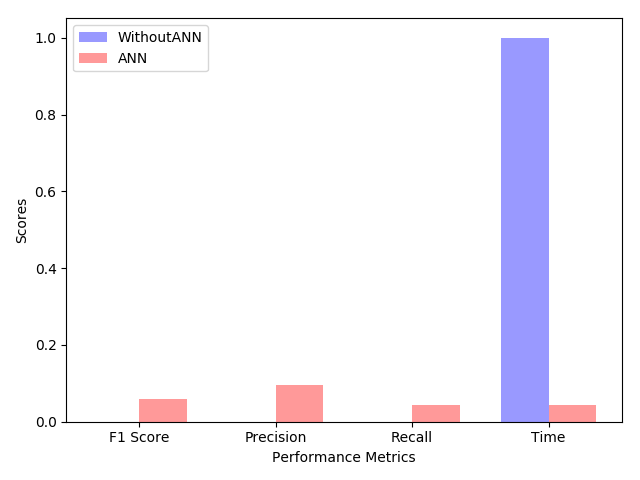 WithoutANN
ANN
1.0
0.8
0.6
0.4
0.2
0.0
Scores
F1 Score Precision Recall Time
Performance Metrics